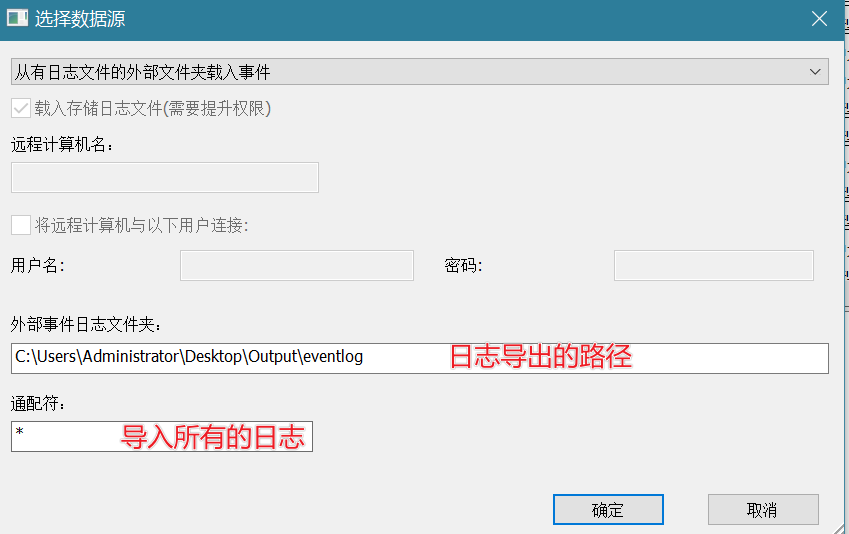 选择数据源
从有日志文件的外部文件夹载入事件
载入存储日志文件(需要提升权限)
远程计算机名：
将远程计算机与以下用户连接：
用户名： 密码：
外部事件日志文件夹：
C:\Users\Administrator\Desktop\Output\eventlog 日志导出的路径
通配符：
* 导入所有的日志
确定 取消